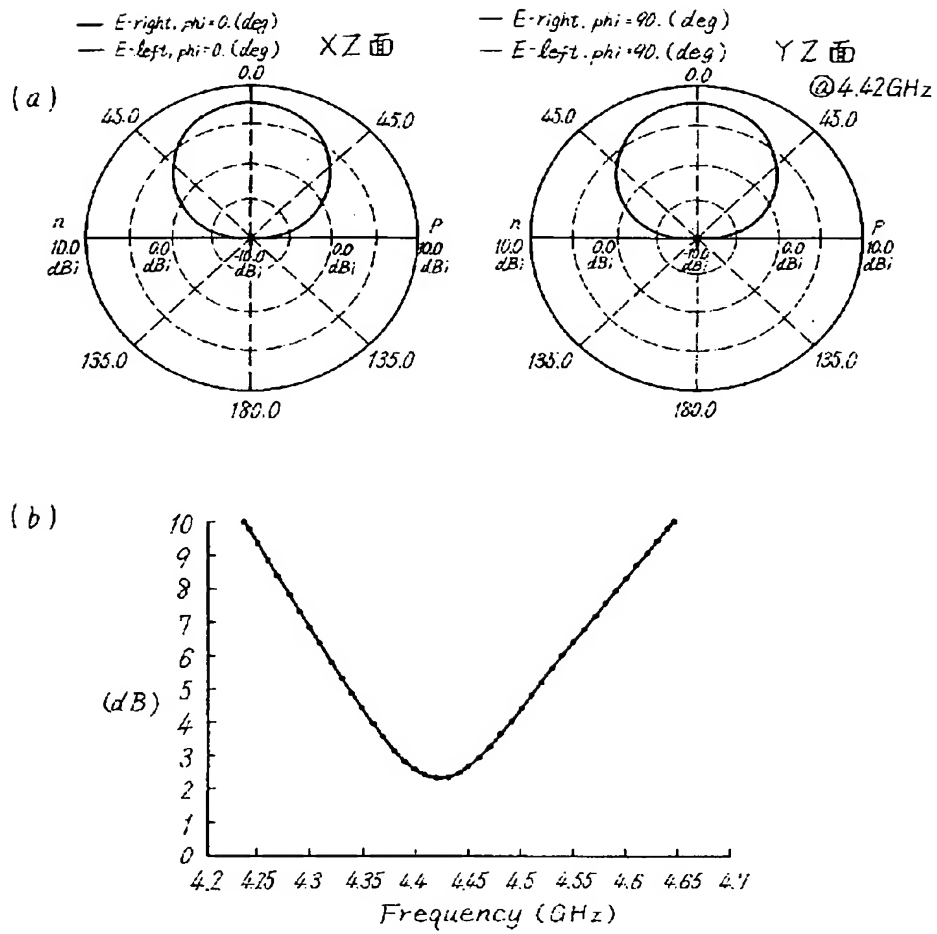 — E-right. phi=0. (deg)
— E-left. phi=0. (deg)
XZ面
— E-right. phi=90. (deg)
— E-left. phi=90. (deg)
YZ面
@4.42GHz
(a)
0.0
45.0
45.0
n
10.0
dBi
0.0
dBi
-10.0
dBi
0.0
dBi
P
10.0
dBi
135.0
135.0
180.0
0.0
45.0
45.0
n
10.0
dBi
0.0
dBi
-10.0
dBi
0.0
dBi
P
10.0
dBi
135.0
135.0
180.0
(b)
10
9
8
7
6
5
4
3
2
1
0
(dB)
4.2 4.25 4.3 4.35 4.4 4.45 4.5 4.55 4.6 4.65 4.7
Frequency (GHz)